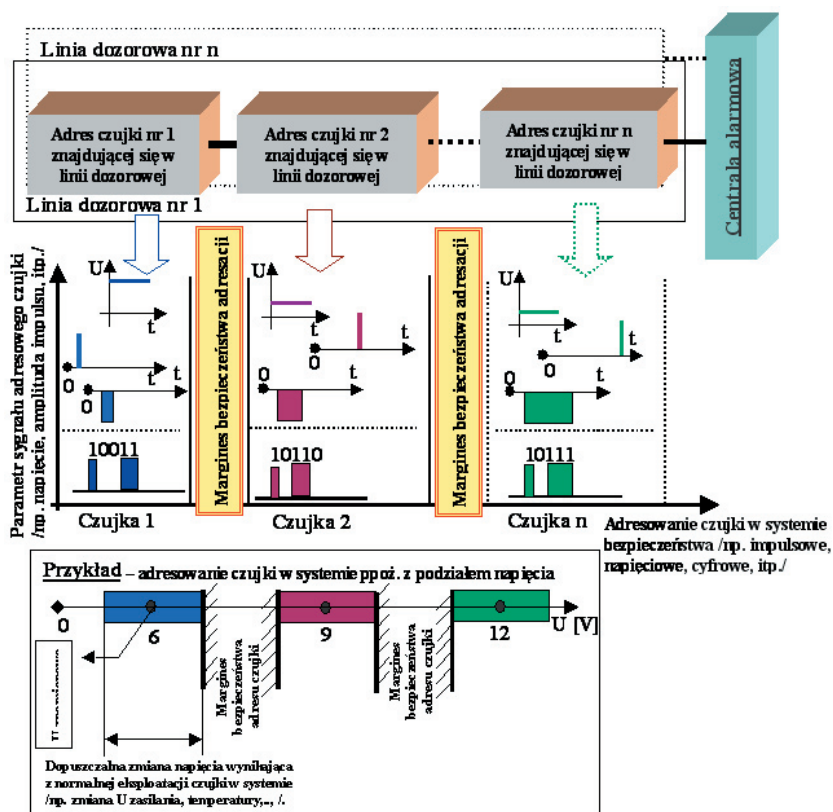 Linia dozorowa nr n
Adres czujki nr 1
znajdującej się w
linii dozorowej
Adres czujki nr 2
znajdującej się w
linii dozorowej
Adres czujki nr n
znajdującej się w
linii dozorowej
Centrala alarmowa
Linia dozorowa nr 1
Parametr sygnału adresowego czujki
/np. napięcie, amplituda impulsu, itp./
U
t
t
0
t
0
10011
Czujka 1
Margines bezpieczeństwa adresacji
U
t
t
0
t
0
10110
Czujka 2
Margines bezpieczeństwa adresacji
U
t
t
0
t
0
10111
Czujka n
Adresowanie czujki w systemie
bezpieczeństwa /np. impulsowe,
napięciowe, cyfrowe, itp./
Przykład – adresowanie czujki w systemie ppoż. z podziałem napięcia
0
6
9
12
U [V]
Margines
bezpieczeństwa
adresu czujki
Margines
bezpieczeństwa
adresu czujki
U
Dopuszczalna zmiana napięcia wynikająca
z normalnej eksploatacji czujki w systemie
/np. zmiana U zasilania, temperatury,.., /.